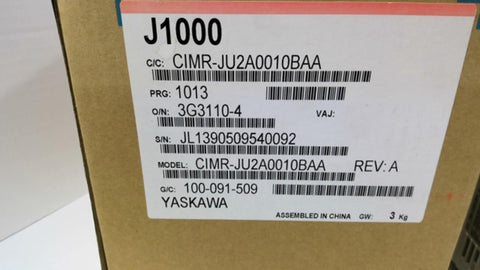 J1000
C/C: CIMR-JU2A0010BAA
PRG: 1013
O/N: 3G3110-4 VAJ:
S/N: JL1390509540092
MODEL: CIMR-JU2A0010BAA REV: A
G/C: 100-091-509
YASKAWA
ASSEMBLED IN CHINA GW: 3 Kg